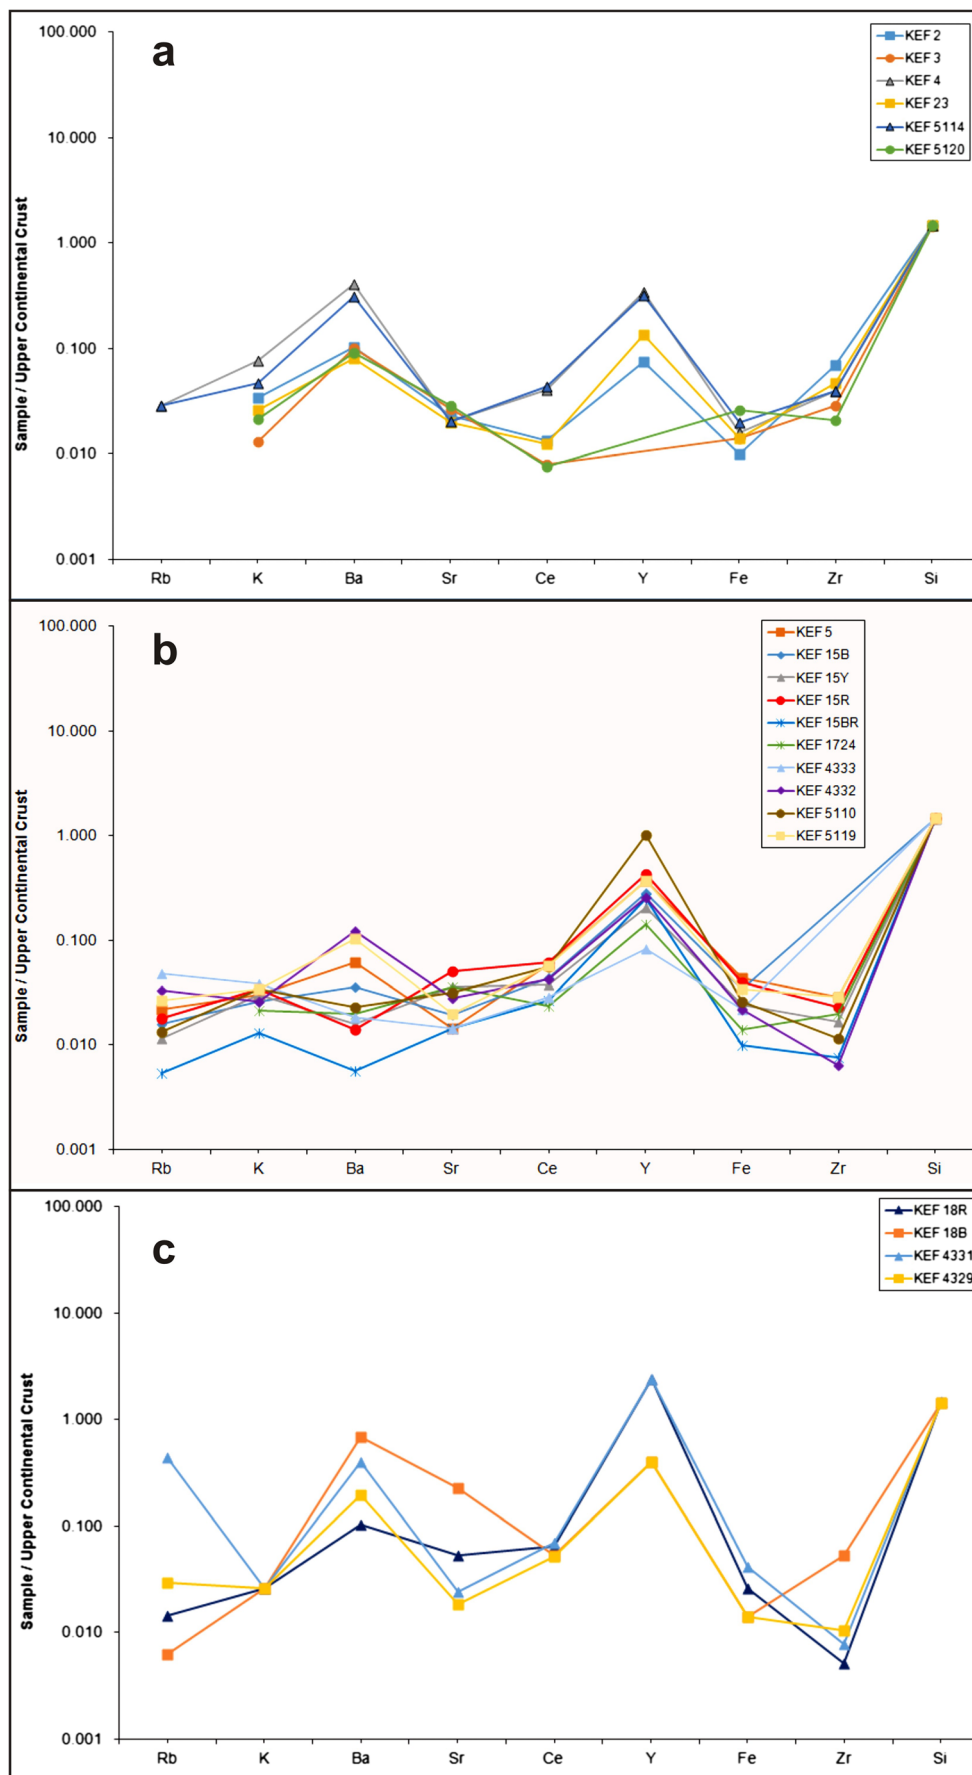 a
100.000
10.000
1.000
0.100
0.010
0.001
Sample / Upper Continental Crust
Rb K Ba Sr Ce Y Fe Zr Si
KEF 2
KEF 3
KEF 4
KEF 23
KEF 5114
KEF 5120
b
100.000
10.000
1.000
0.100
0.010
0.001
Sample / Upper Continental Crust
Rb K Ba Sr Ce Y Fe Zr Si
KEF 5
KEF 15B
KEF 15Y
KEF 15R
KEF 15BR
KEF 1724
KEF 4333
KEF 4332
KEF 5110
KEF 5119
c
100.000
10.000
1.000
0.100
0.010
0.001
Sample / Upper Continental Crust
Rb K Ba Sr Ce Y Fe Zr Si
KEF 18R
KEF 18B
KEF 4331
KEF 4329